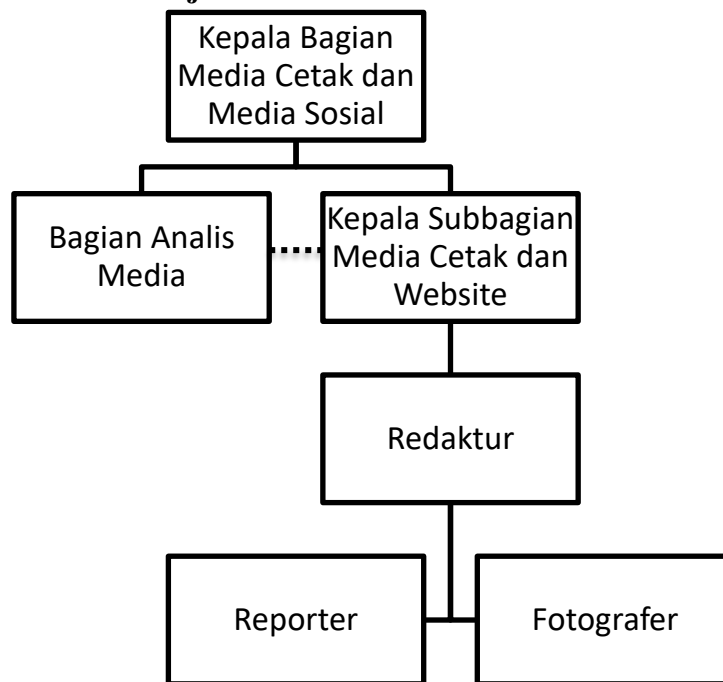 Kepala Bagian
Media Cetak dan
Media Sosial
Bagian Analis
Media
Kepala Subbagian
Media Cetak dan
Website
Redaktur
Reporter
Fotografer